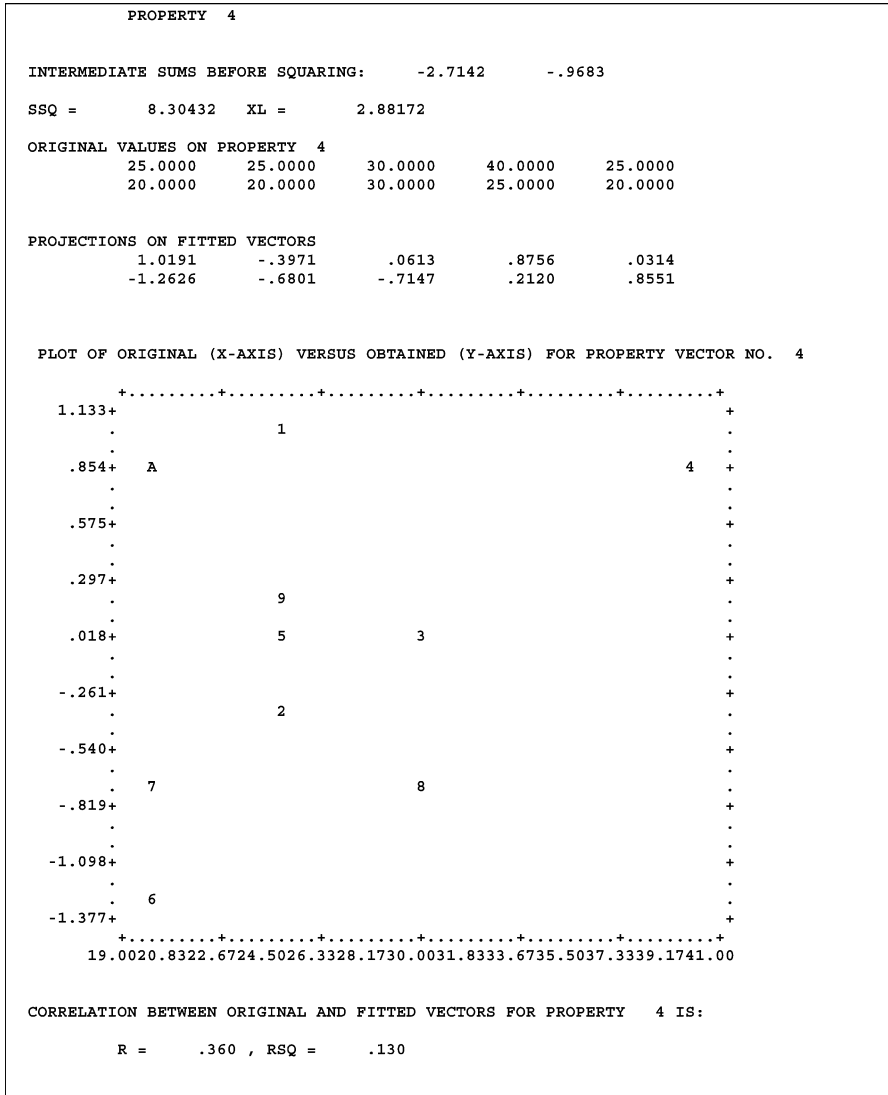 PROPERTY 4
INTERMEDIATE SUMS BEFORE SQUARING: -2.7142 -.9683
SSQ = 8.30432 XL = 2.88172
ORIGINAL VALUES ON PROPERTY 4
25.0000 25.0000 30.0000 40.0000 25.0000
20.0000 20.0000 30.0000 25.0000 20.0000
PROJECTIONS ON FITTED VECTORS
1.0191 -.3971 .0613 .8756 .0314
-1.2626 -.6801 -.7147 .2120 .8551
PLOT OF ORIGINAL (X-AXIS) VERSUS OBTAINED (Y-AXIS) FOR PROPERTY VECTOR NO. 4
+.........+.........+.........+.........+.........+.........+
1.133+ +
. 1 .
. .
.854+ A 4 +
. .
. .
.575+ +
. .
. .
.297+ +
. 9 .
. .
.018+ 5 3 +
. .
. .
-.261+ +
. 2 .
. .
-.540+ +
. .
. 7 8 .
-.819+ +
. .
. .
-1.098+ +
. .
. 6 .
-1.377+ +
+.........+.........+.........+.........+.........+.........+
19.0020.8322.6724.5026.3328.1730.0031.8333.6735.5037.3339.1741.00
CORRELATION BETWEEN ORIGINAL AND FITTED VECTORS FOR PROPERTY 4 IS:
R = .360 , RSQ = .130